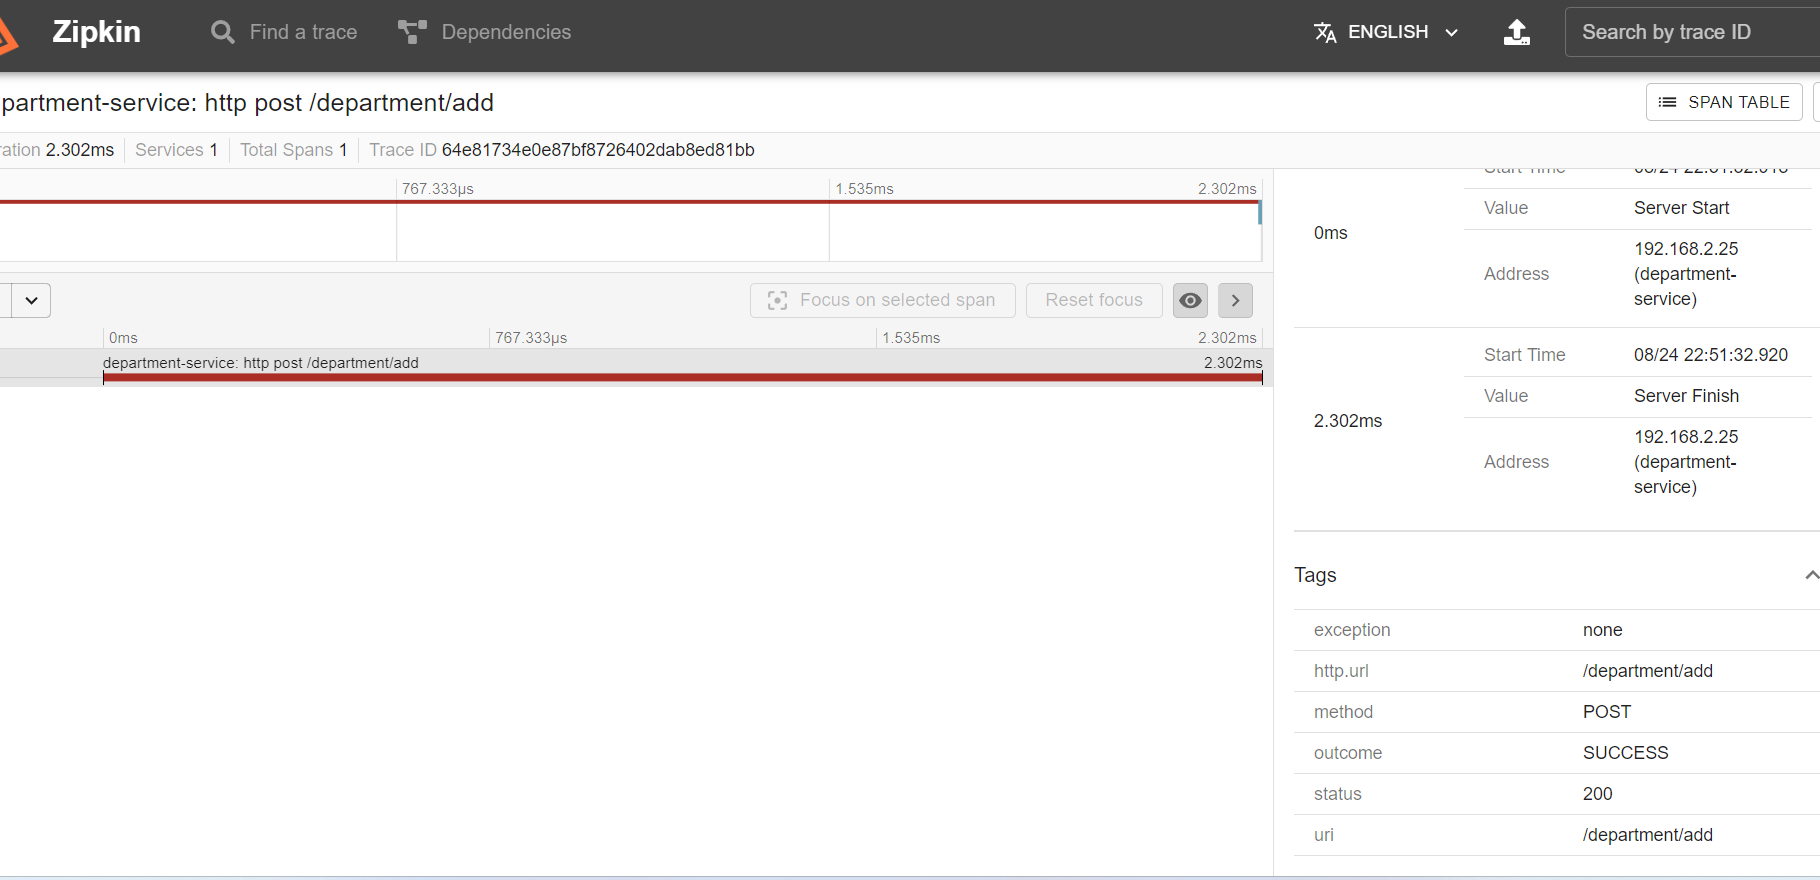 Zipkin
Find a trace
Dependencies
ENGLISH
Search by trace ID
partment-service: http post /department/add
SPAN TABLE
ration 2.302ms
Services 1
Total Spans 1
Trace ID 64e81734e0e87bf8726402dab8ed81bb
767.333μs
1.535ms
2.302ms
Focus on selected span
Reset focus
0ms
767.333μs
1.535ms
2.302ms
department-service: http post /department/add
2.302ms
Start Time
0ms
Value
Server Start
Address
192.168.2.25
(department-
service)
2.302ms
Start Time
08/24 22:51:32.920
Value
Server Finish
Address
192.168.2.25
(department-
service)
Tags
exception
none
http.url
/department/add
method
POST
outcome
SUCCESS
status
200
uri
/department/add